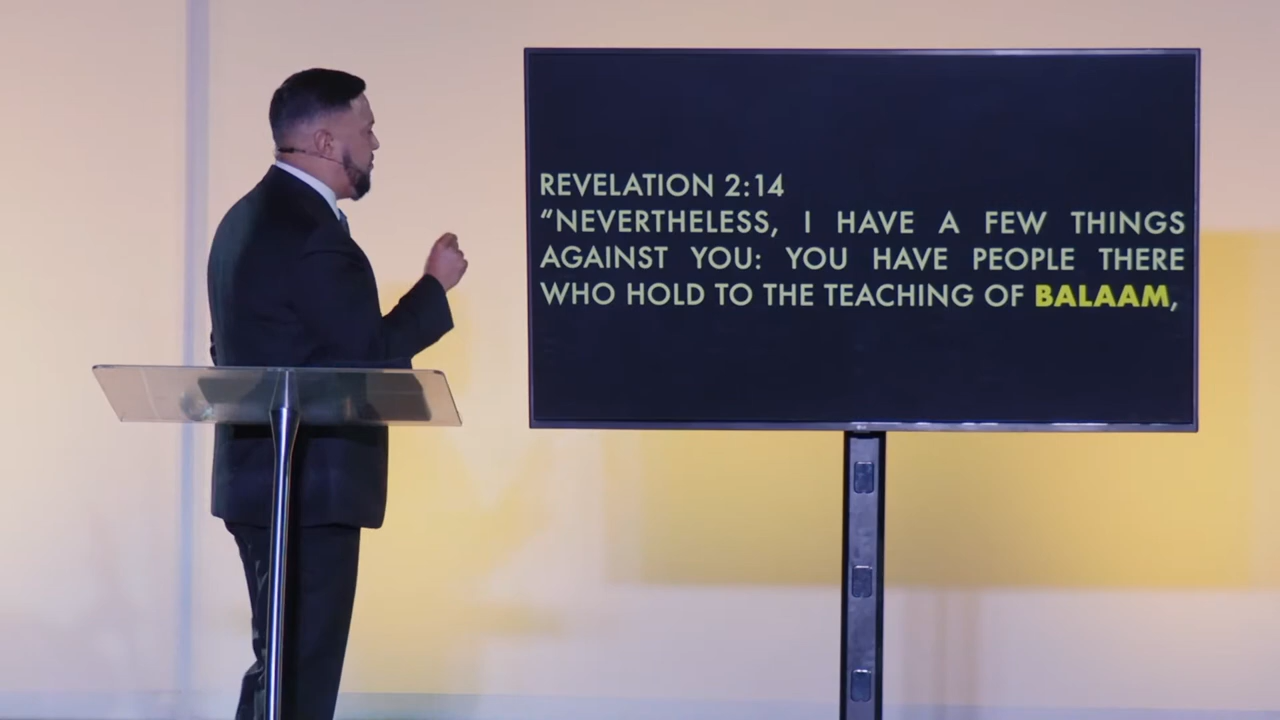 REVELATION 2:14
“NEVERTHELESS, I HAVE A FEW THINGS
AGAINST YOU: YOU HAVE PEOPLE THERE
WHO HOLD TO THE TEACHING OF BALAAM,